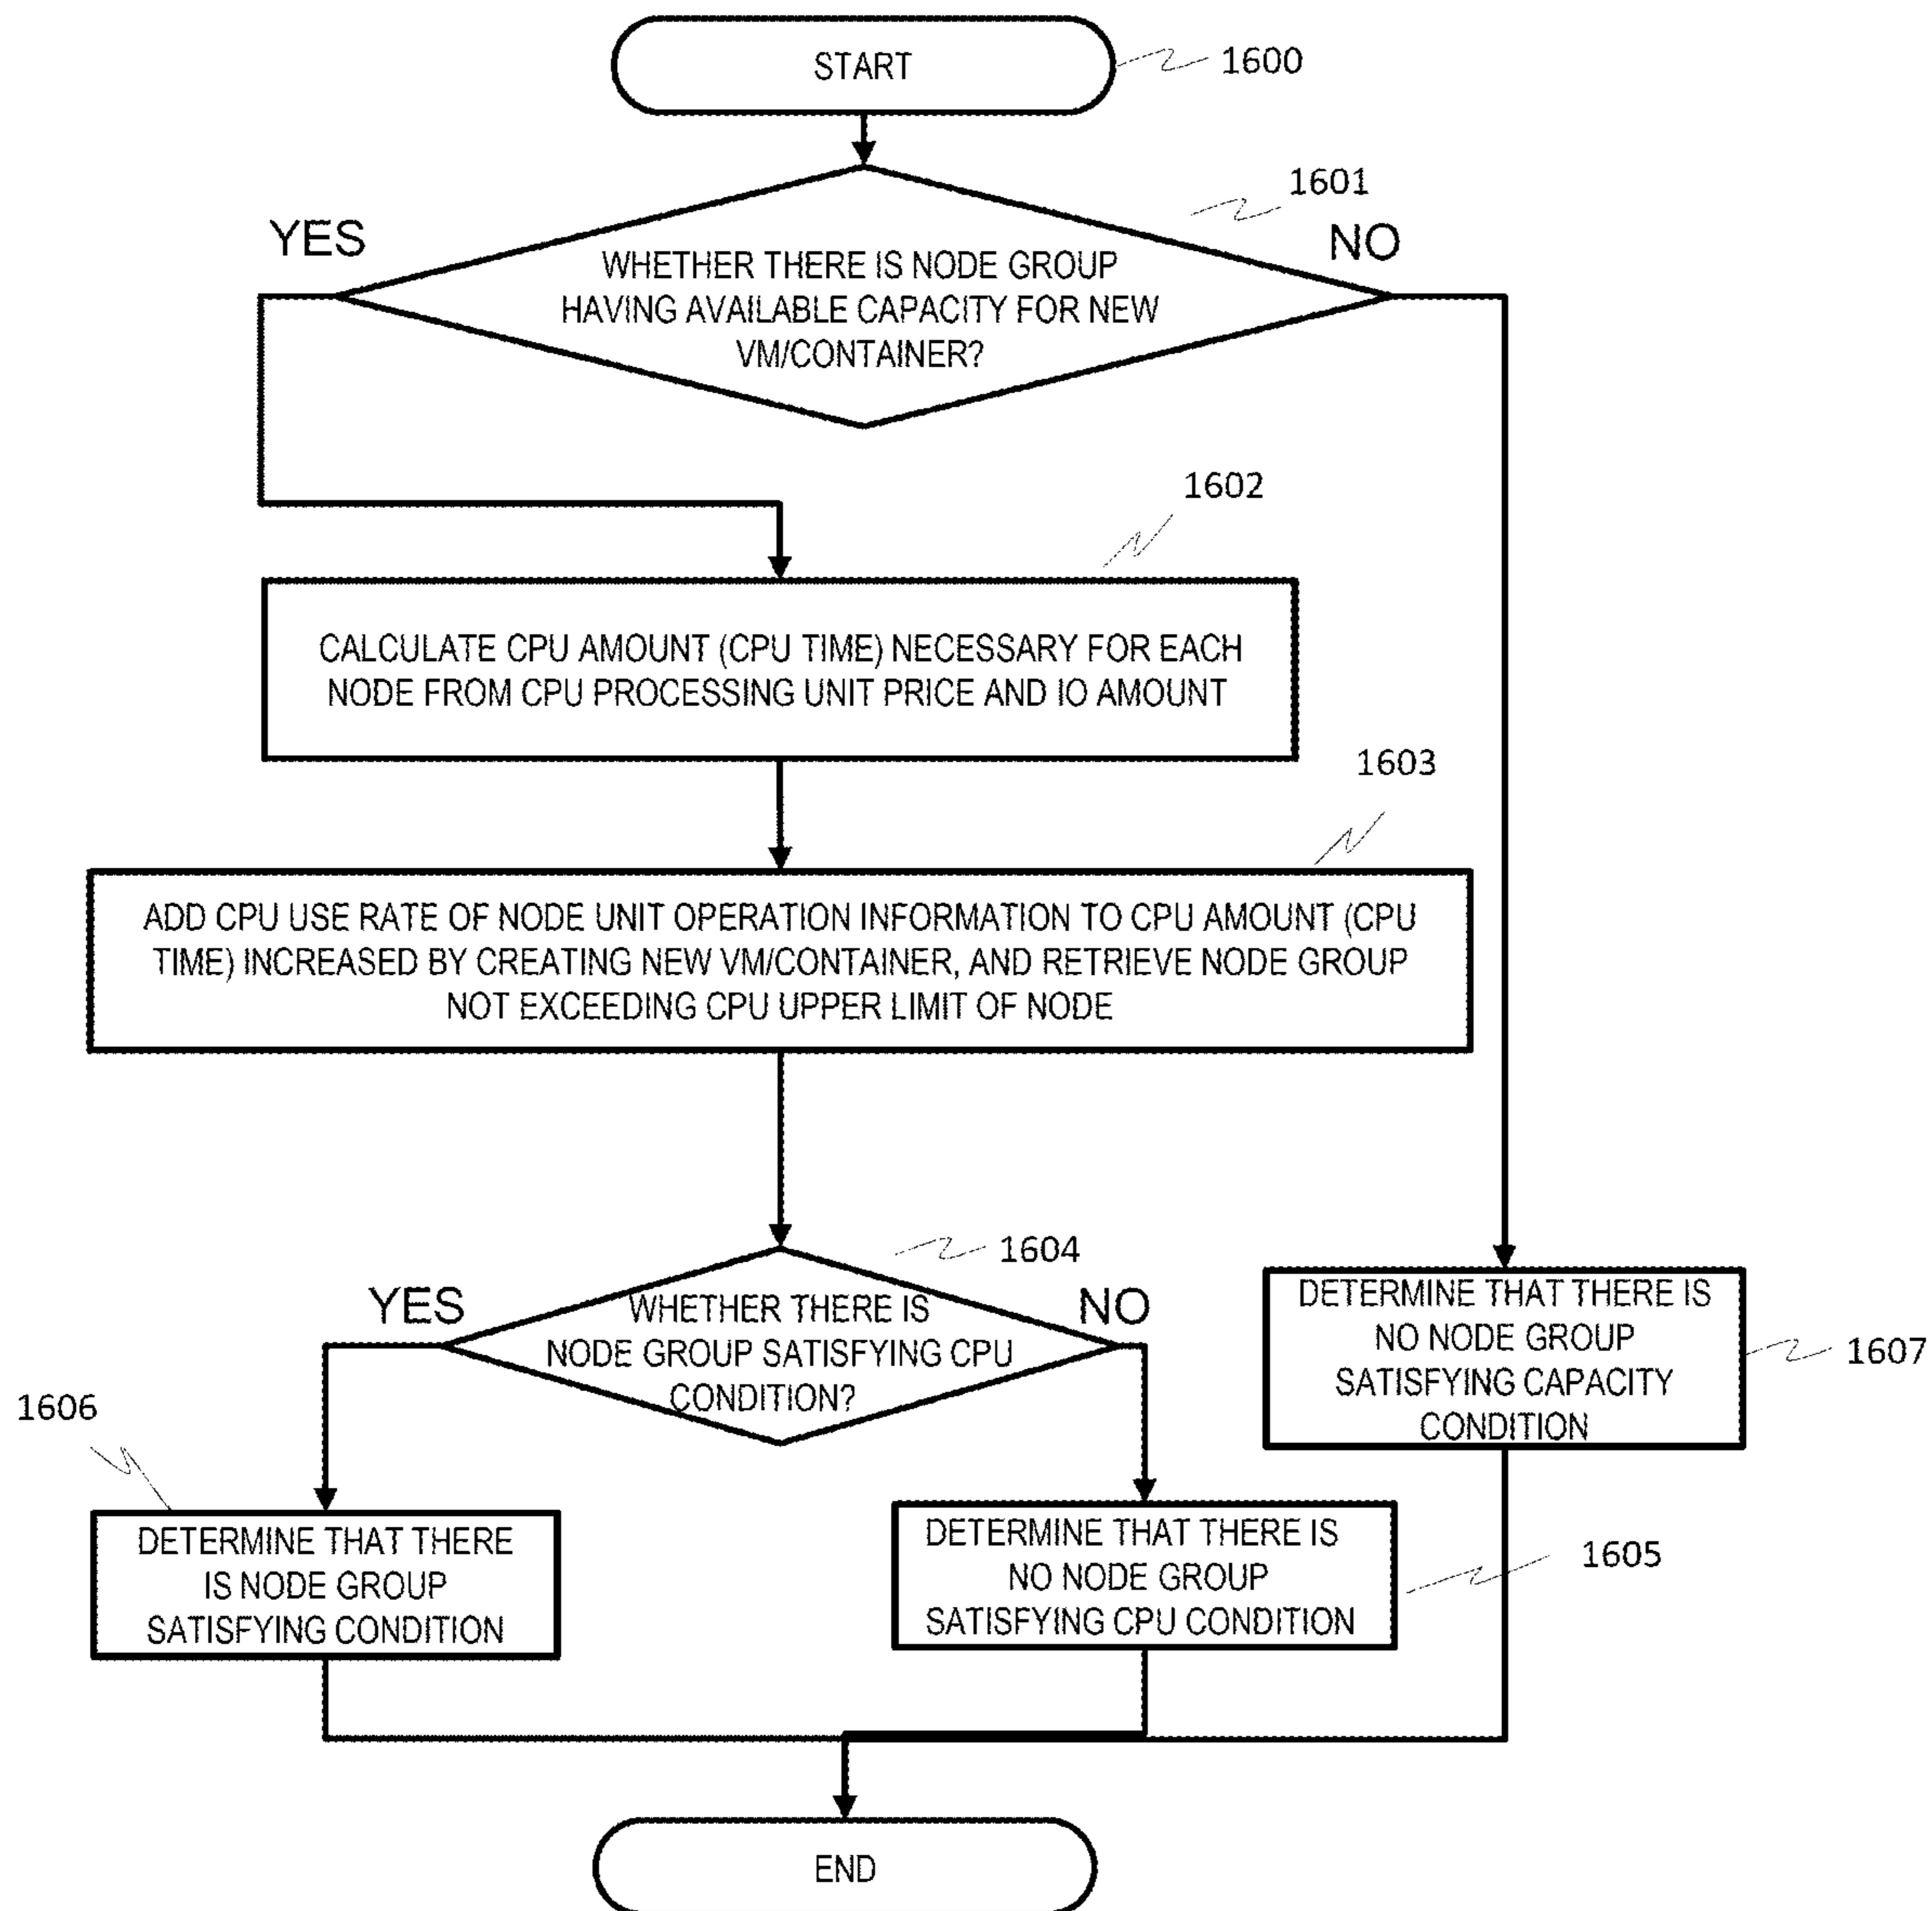 START
1600
1601
YES
NO
WHETHER THERE IS NODE GROUP
HAVING AVAILABLE CAPACITY FOR NEW
VM/CONTAINER?
1602
CALCULATE CPU AMOUNT (CPU TIME) NECESSARY FOR EACH
NODE FROM CPU PROCESSING UNIT PRICE AND IO AMOUNT
1603
ADD CPU USE RATE OF NODE UNIT OPERATION INFORMATION TO CPU AMOUNT (CPU
TIME) INCREASED BY CREATING NEW VM/CONTAINER, AND RETRIEVE NODE GROUP
NOT EXCEEDING CPU UPPER LIMIT OF NODE
1604
YES
NO
WHETHER THERE IS
NODE GROUP SATISFYING CPU
CONDITION?
DETERMINE THAT THERE IS
NO NODE GROUP
SATISFYING CAPACITY
CONDITION
1607
1606
DETERMINE THAT THERE
IS NODE GROUP
SATISFYING CONDITION
DETERMINE THAT THERE IS
NO NODE GROUP
SATISFYING CPU CONDITION
1605
END